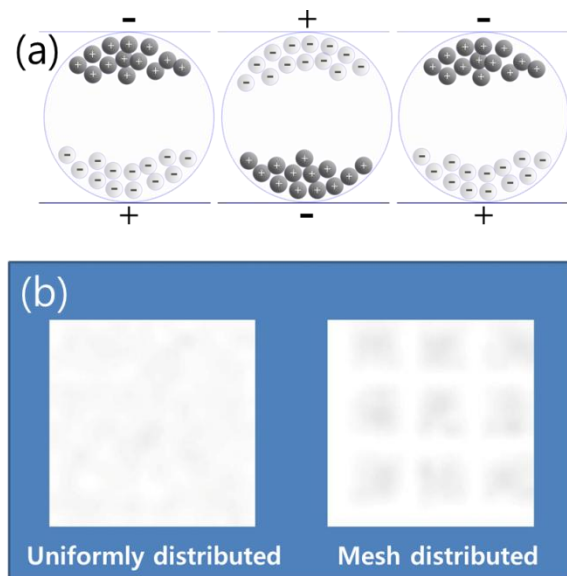 (a)
- + -
+ - +
(b)
Uniformly distributed Mesh distributed